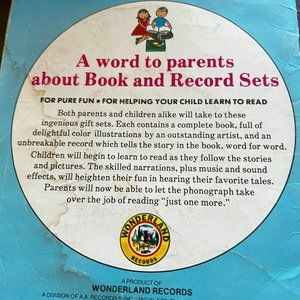 A word to parents
about Book and Record Sets
FOR PURE FUN • FOR HELPING YOUR CHILD LEARN TO READ
Both parents and children alike will take to these
ingenious gift sets. Each contains a complete book, full of
delightful color illustrations by an outstanding artist, and an
unbreakable record which tells the story in the book, word for word.
Children will begin to learn to read as they follow the stories
and pictures. The skilled narrations, plus music and sound
effects, will heighten their fun in hearing their favorite tales.
Parents will now be able to let the phonograph take
over the job of reading "just one more."
WONDERLAND
RECORDS
A PRODUCT OF
WONDERLAND RECORDS
A DIVISION OF A.A. RECORDS